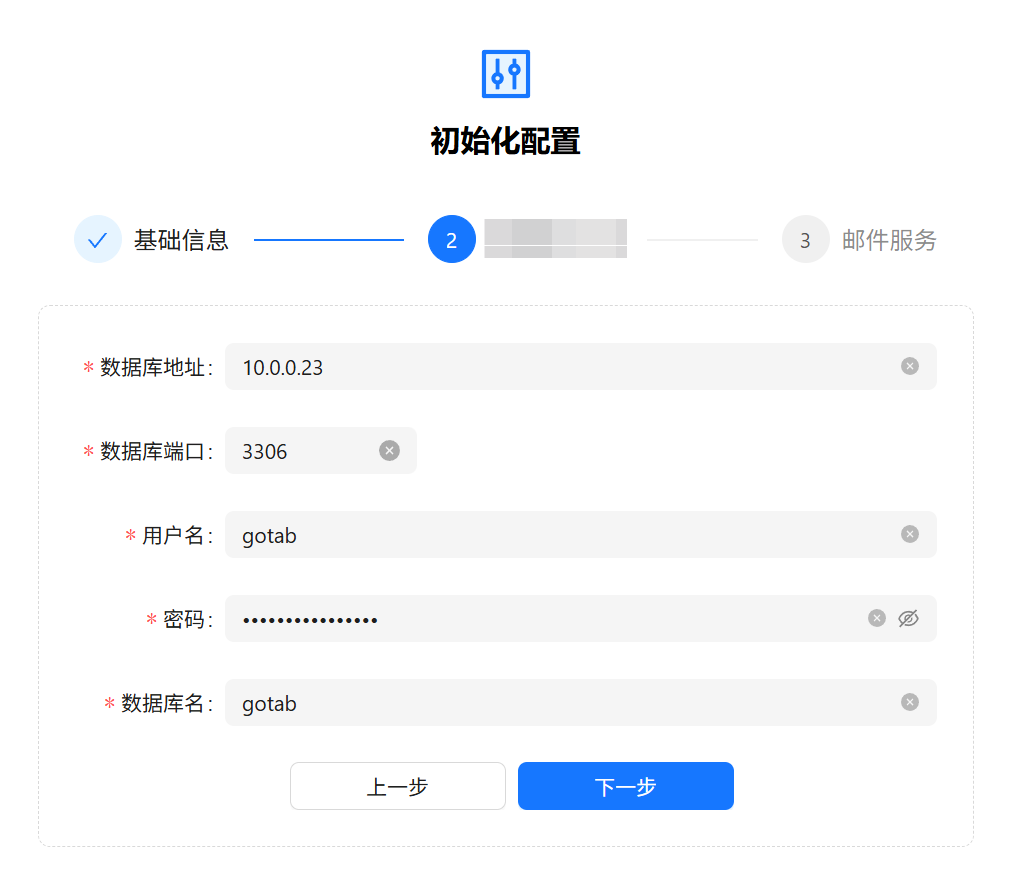 初始化配置
基础信息
2
3 邮件服务
* 数据库地址: 10.0.0.23
* 数据库端口: 3306
* 用户名: gotab
* 密码: ••••••••••••••••
* 数据库名: gotab
上一步 下一步